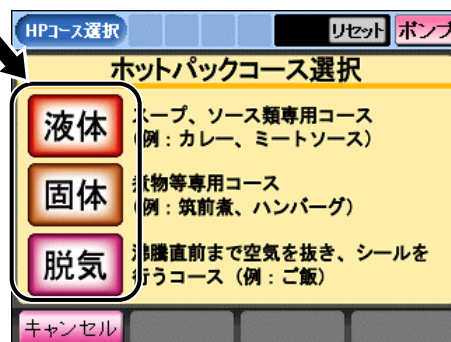 HPコース選択 リセット ポンプ
ホットパックコース選択
液体 スープ、ソース類専用コース
(例：カレー、ミートソース)
固体 煮物等専用コース
(例：筑前煮、ハンバーグ)
脱気 沸騰直前まで空気を抜き、シールを
行うコース（例：ご飯）
キャンセル